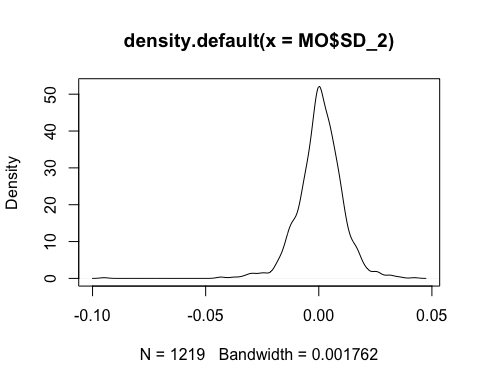 density.default(x = MO$SD_2)
Density
50
40
30
20
10
0
-0.10 -0.05 0.00 0.05
N = 1219 Bandwidth = 0.001762